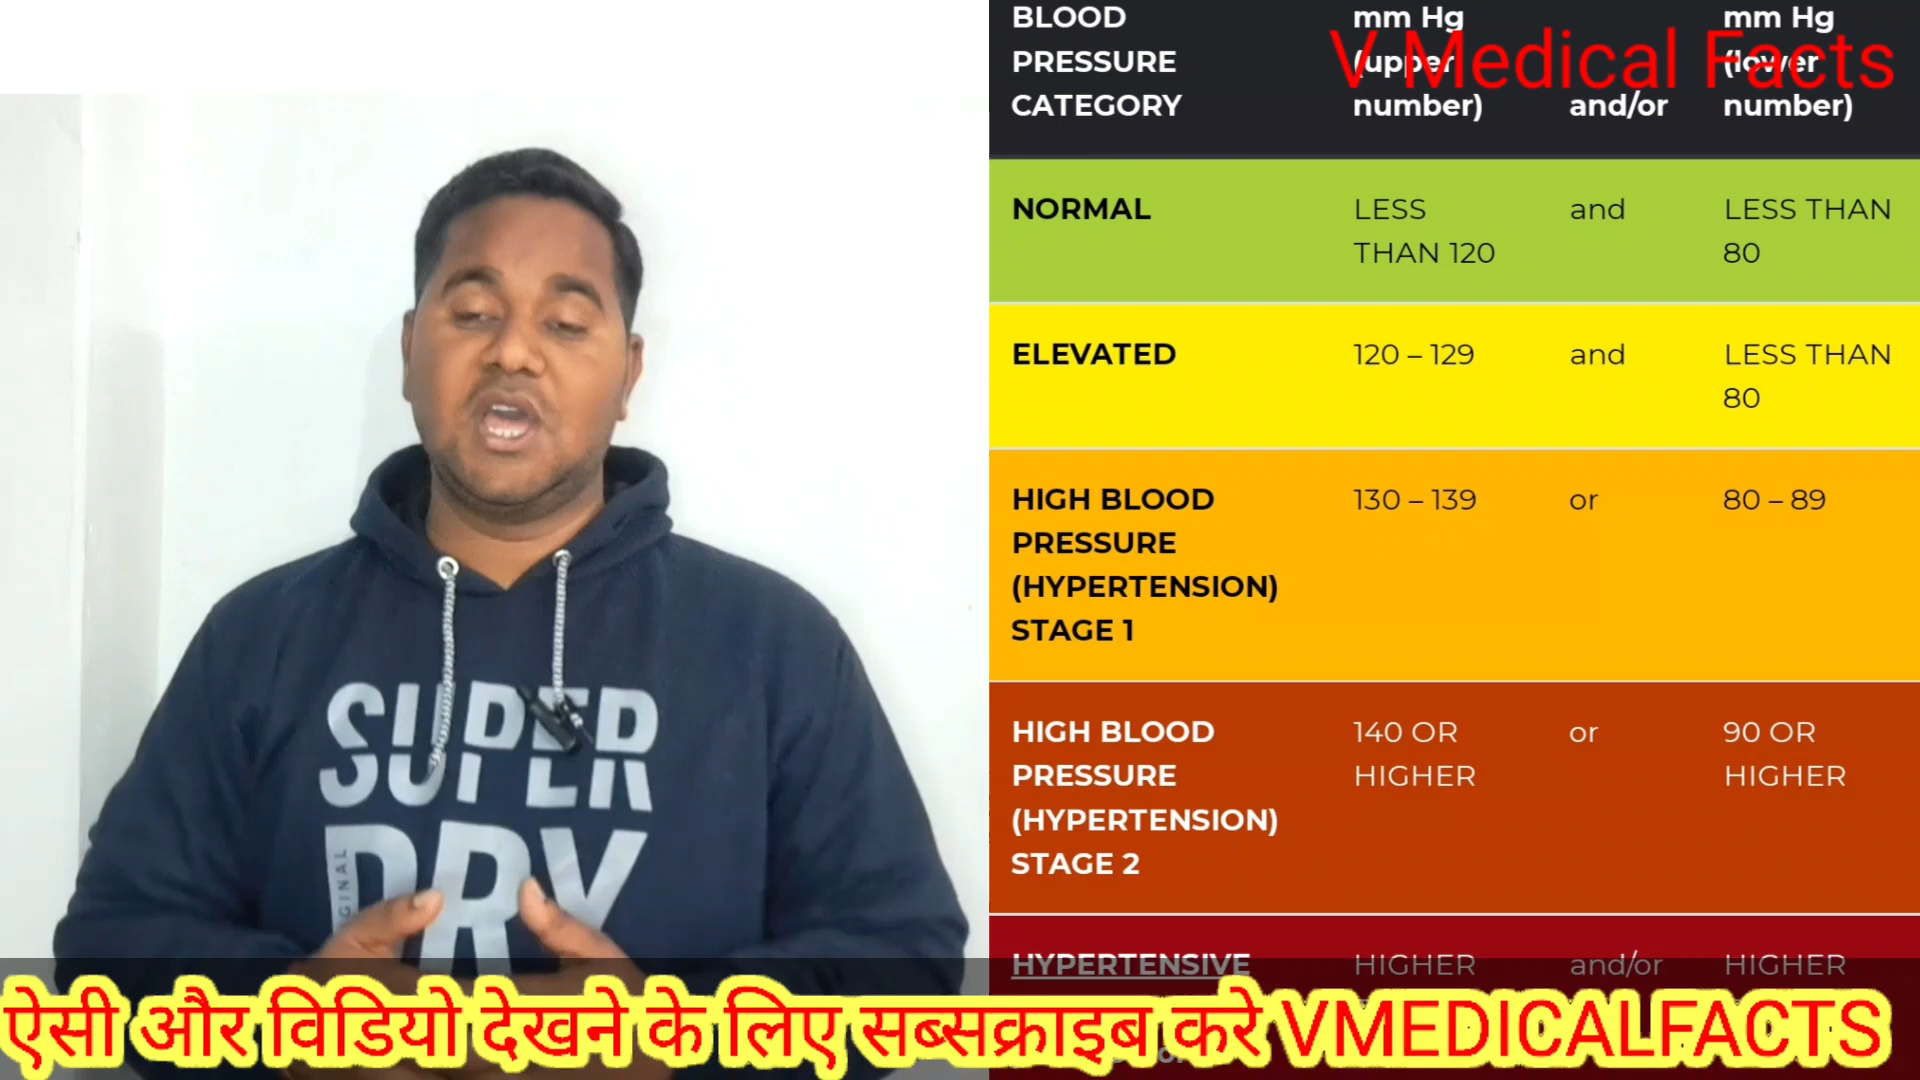 V Medical Facts
BLOOD PRESSURE CATEGORY
mm Hg (upper number)
and/or
mm Hg (lower number)
NORMAL
LESS THAN 120
and
LESS THAN 80
ELEVATED
120 – 129
and
LESS THAN 80
HIGH BLOOD PRESSURE (HYPERTENSION) STAGE 1
130 – 139
or
80 – 89
HIGH BLOOD PRESSURE (HYPERTENSION) STAGE 2
140 OR HIGHER
or
90 OR HIGHER
HYPERTENSIVE
HIGHER
and/or
HIGHER
SUPER
DRY
ऐसी और विडियो देखने के लिए सब्सक्राइब करे VMEDICALFACTS